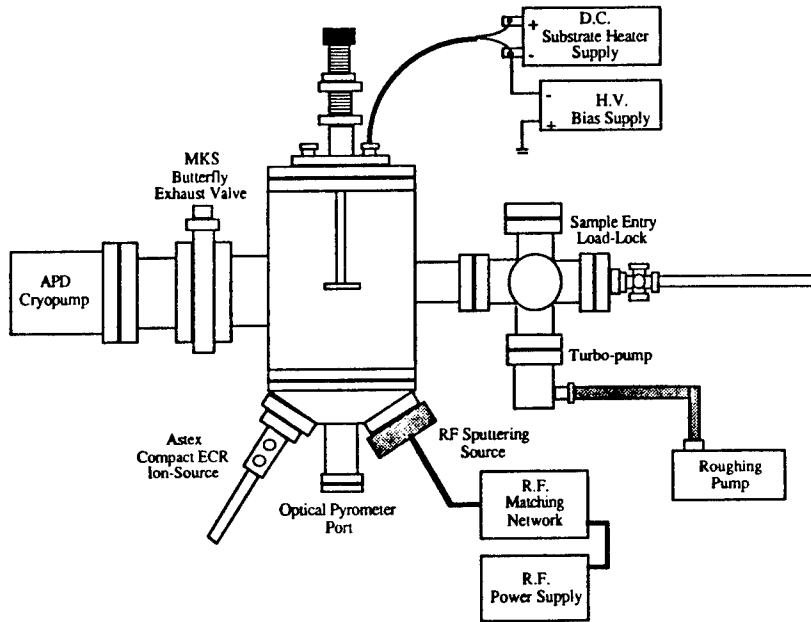 D.C.
+ Substrate Heater
- Supply
- H.V.
+ Bias Supply
MKS
Butterfly
Exhaust Valve
Sample Entry
Load-Lock
APD
Cryopump
Turbo-pump
Astex
Compact ECR
Ion-Source
RF Sputtering
Source
Roughing
Pump
Optical Pyrometer
Port
R.F.
Matching
Network
R.F.
Power Supply